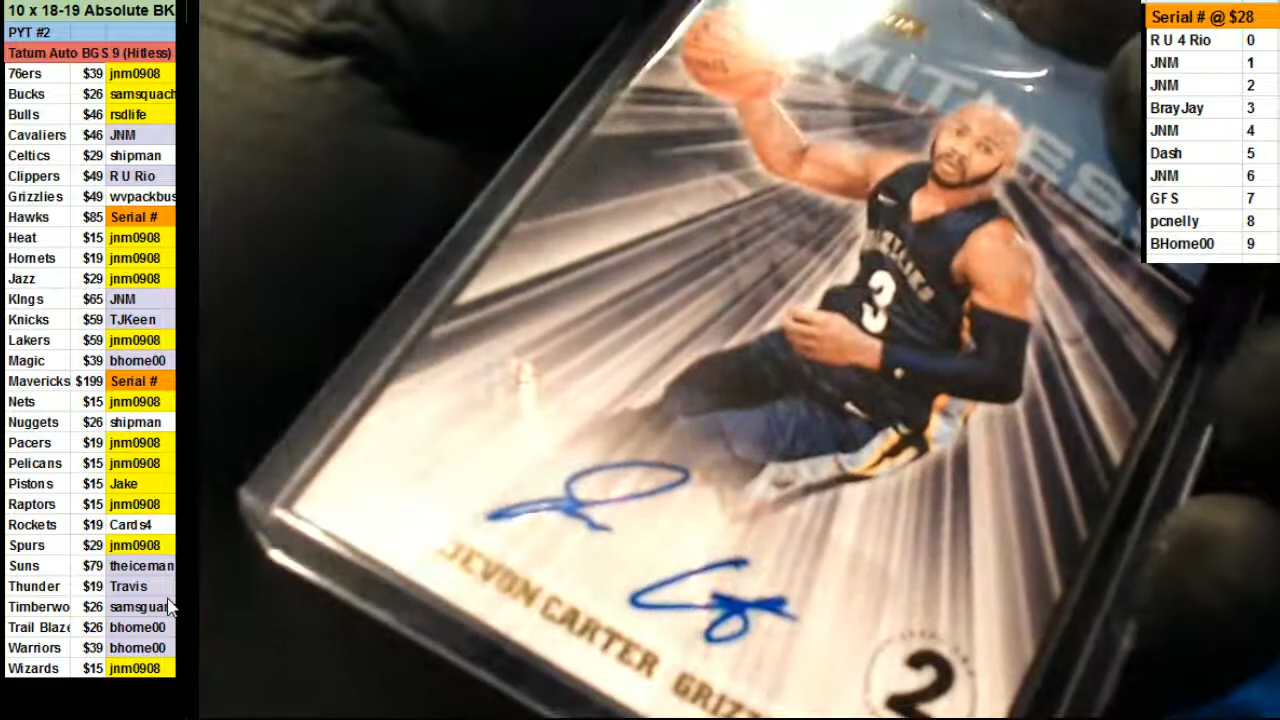 10 x 18-19 Absolute BK
PYT #2
Tatum Auto BGS 9 (Hitless)
76ers $39 jnm0908
Bucks $26 samsquach
Bulls $46 rsdlife
Cavaliers $46 JNM
Celtics $29 shipman
Clippers $49 R U Rio
Grizzlies $49 wvpackbus
Hawks $85 Serial #
Heat $15 jnm0908
Hornets $19 jnm0908
Jazz $29 jnm0908
KIngs $65 JNM
Knicks $59 TJKeen
Lakers $59 jnm0908
Magic $39 bhome00
Mavericks $199 Serial #
Nets $15 jnm0908
Nuggets $26 shipman
Pacers $19 jnm0908
Pelicans $15 jnm0908
Pistons $15 Jake
Raptors $15 jnm0908
Rockets $19 Cards4
Spurs $29 jnm0908
Suns $79 theiceman
Thunder $19 Travis
Timberwo $26 samsquar
Trail Blaze $26 bhome00
Warriors $39 bhome00
Wizards $15 jnm0908
3
JEVON CARTER GRIZZ
2
Serial # @ $28
R U 4 Rio 0
JNM 1
JNM 2
BrayJay 3
JNM 4
Dash 5
JNM 6
GFS 7
pcnelly 8
BHome00 9